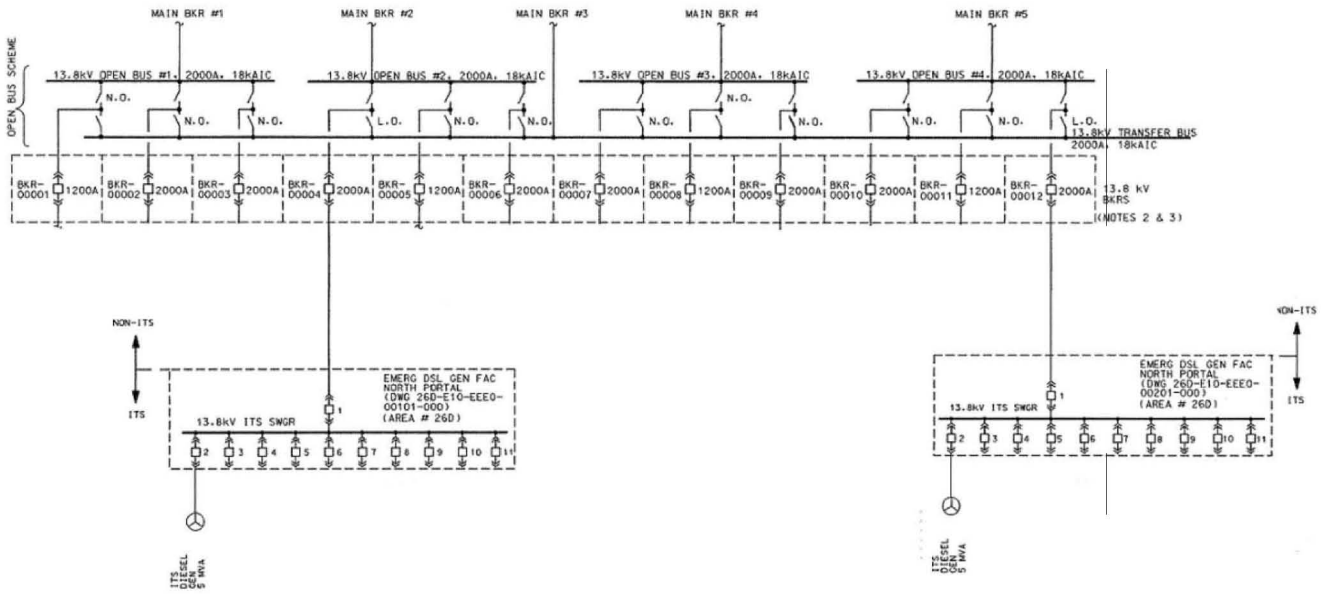 MAIN BKR #1
MAIN BKR #2
MAIN BKR #3
MAIN BKR #4
MAIN BKR #5
OPEN BUS SCHEME
13.8kV OPEN BUS #1, 2000A, 18kAIC
13.8kV OPEN BUS #2, 2000A, 18kAIC
13.8kV OPEN BUS #3, 2000A, 18kAIC
13.8kV OPEN BUS #4, 2000A, 18kAIC
N.O.
N.O.
N.O.
N.O.
L.O.
N.O.
N.O.
N.O.
N.O.
N.O.
N.O.
L.O.
13.8kV TRANSFER BUS
2000A, 18kAIC
BKR-
00001
1200A
BKR-
00002
2000A
BKR-
00003
2000A
BKR-
00004
2000A
BKR-
00005
1200A
BKR-
00006
2000A
BKR-
00007
2000A
BKR-
00008
1200A
BKR-
00009
2000A
BKR-
00010
2000A
BKR-
00011
1200A
BKR-
00012
2000A
13.8 kV
BKRS
(NOTES 2 & 3)
NON-ITS
ITS
EMERG DSL GEN FAC
NORTH PORTAL
(DWG 26D-E10-EEE0-
00101-000)
(AREA # 26D)
1
13.8kV ITS SWGR
2
3
4
5
6
7
8
9
10
11
ITS
DIESEL
GEN
5 MVA
NON-ITS
ITS
EMERG DSL GEN FAC
NORTH PORTAL
(DWG 26D-E10-EEE0-
00201-000)
(AREA # 26D)
1
13.8kV ITS SWGR
2
3
4
5
6
7
8
9
10
11
ITS
DIESEL
GEN
5 MVA